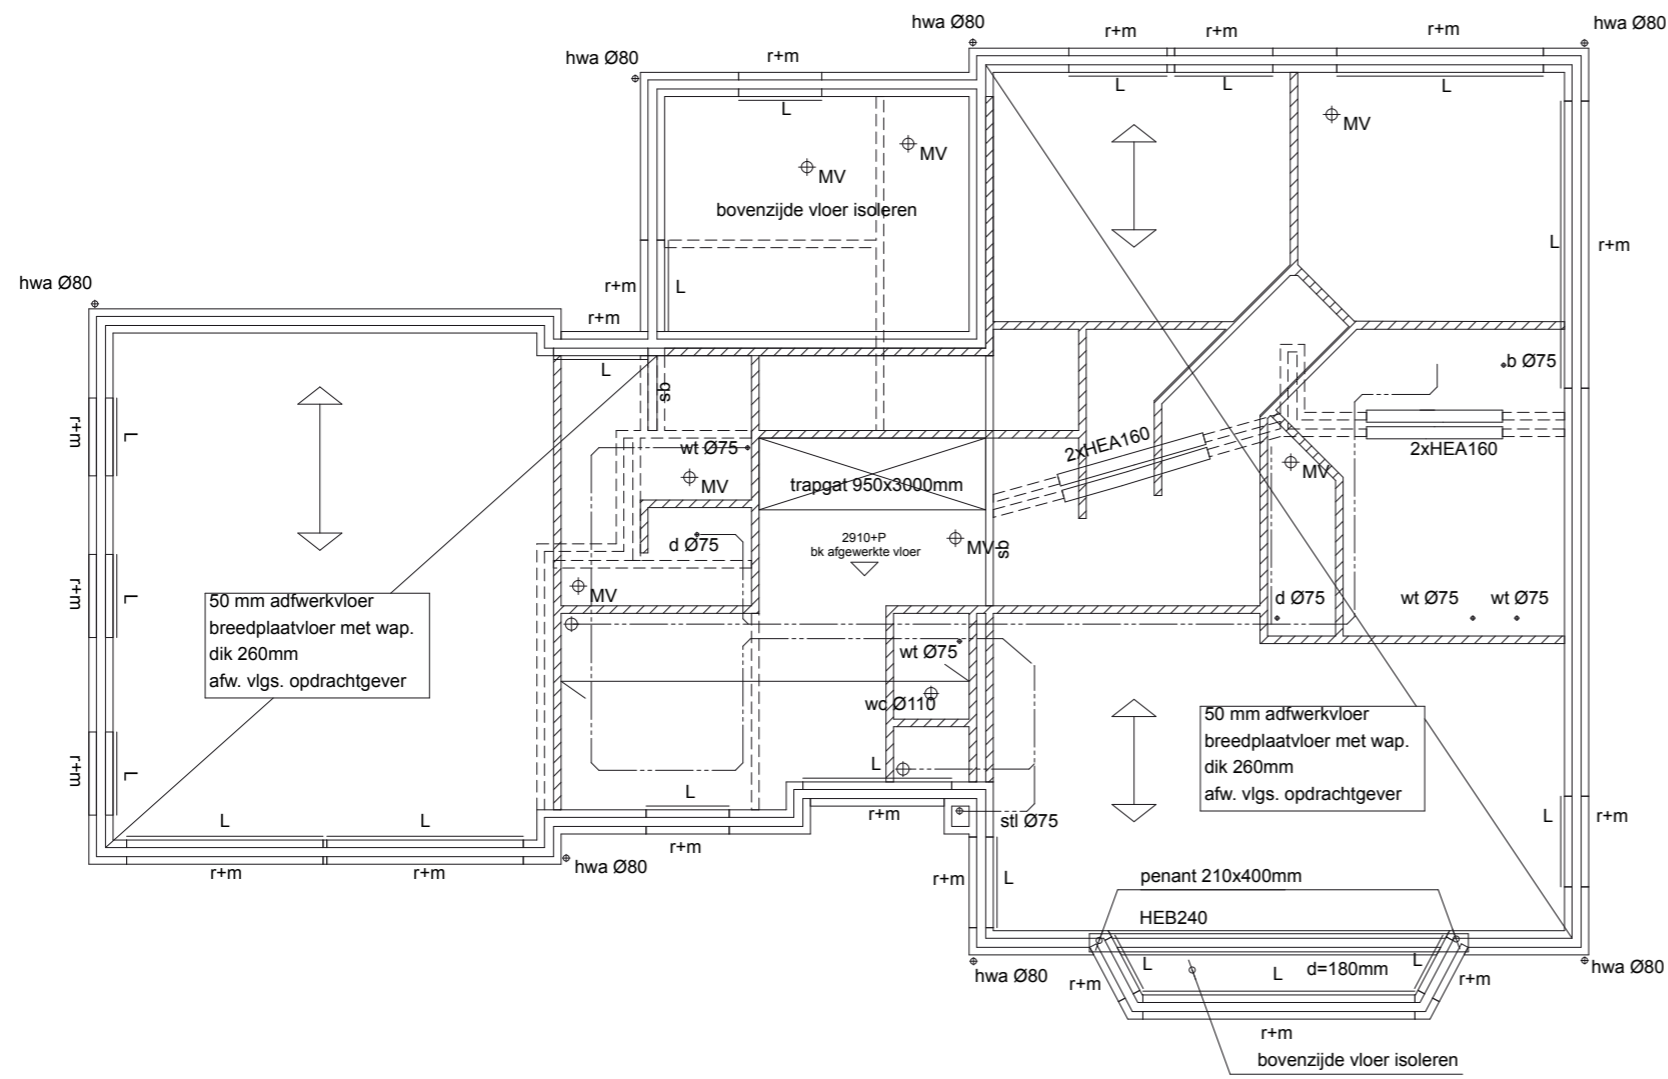 hwa Ø80
hwa Ø80
r+m
r+m
r+m
hwa Ø80
r+m
L
L
L
L
MV
MV
MV
bovenzijde vloer isoleren
L
r+m
hwa Ø80
r+m
L
r+m
L
sb
b Ø75
r+m
L
wt Ø75
2xHEA160
2xHEA160
MV
trapgat 950x3000mm
MV
d Ø75
2910+P
bk afgewerkte vloer
MV
sb
r+m
L
MV
d Ø75
wt Ø75
wt Ø75
50 mm adfwerkvloer
breedplaatvloer met wap.
dik 260mm
afw. vlgs. opdrachtgever
wt Ø75
wc Ø110
50 mm adfwerkvloer
breedplaatvloer met wap.
dik 260mm
afw. vlgs. opdrachtgever
r+m
L
L
L
L
L
r+m
stl Ø75
L
r+m
r+m
r+m
r+m
hwa Ø80
r+m
L
penant 210x400mm
HEB240
hwa Ø80
r+m
L
L
d=180mm
L
r+m
hwa Ø80
r+m
bovenzijde vloer isoleren